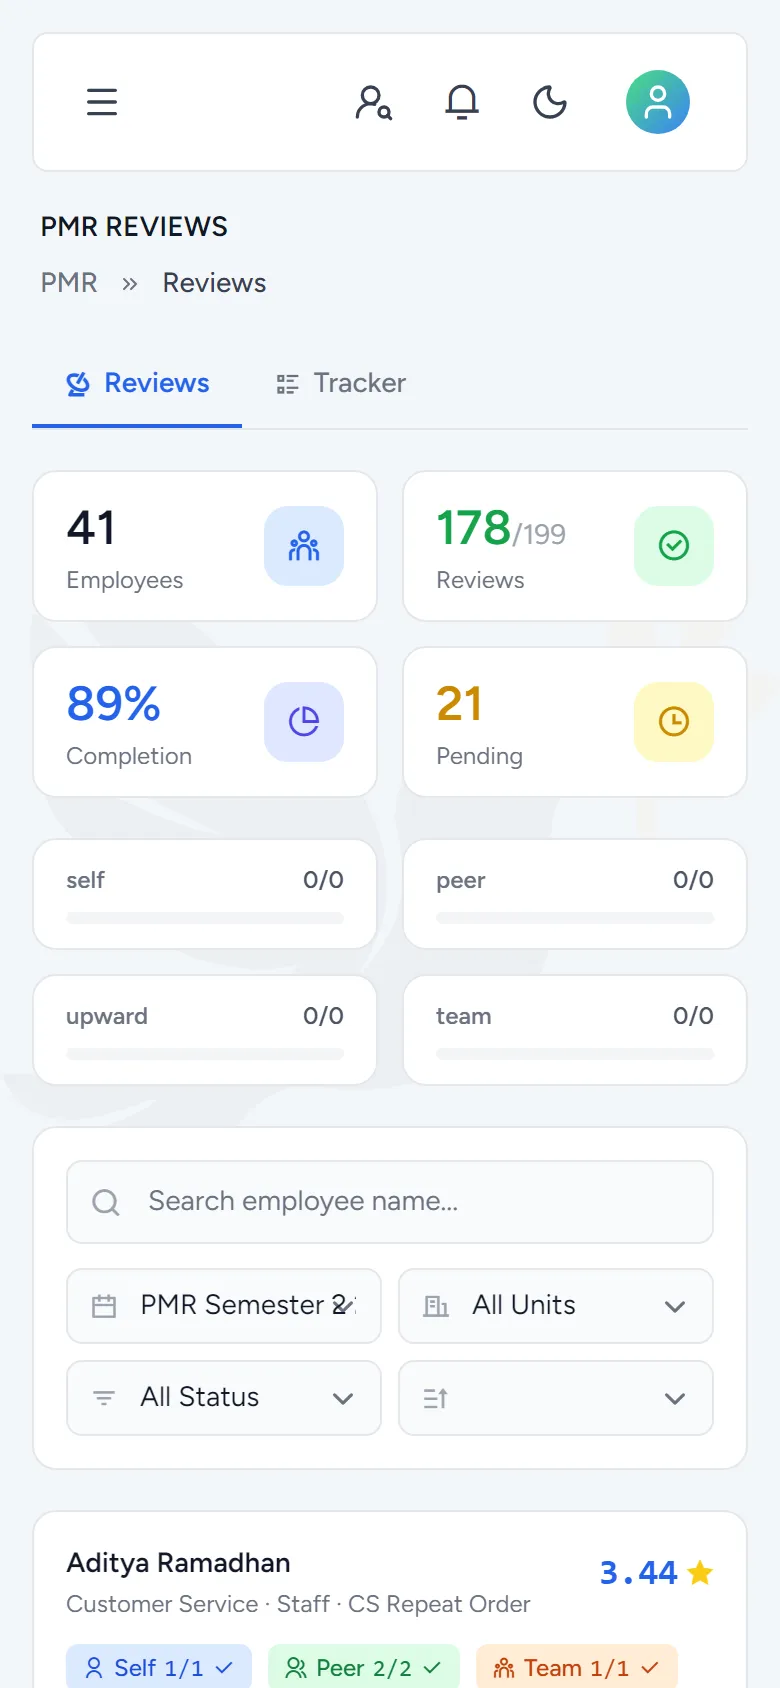 PMR REVIEWS
PMR » Reviews
Reviews Tracker
41
Employees
178/199
Reviews
89%
Completion
21
Pending
self 0/0
peer 0/0
upward 0/0
team 0/0
Search employee name...
PMR Semester 2
All Units
All Status
Aditya Ramadhan
3.44
Customer Service · Staff · CS Repeat Order
Self 1/1 ✓ Peer 2/2 ✓ Team 1/1 ✓